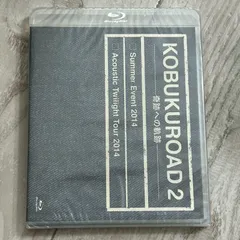 KOBUKUROAD 2
奇跡への軌跡
Summer Event 2014
Acoustic Twilight Tour 2014